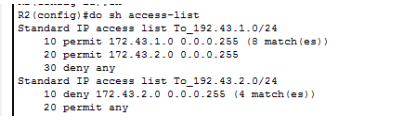 R2(config)#do sh access-list
Standard IP access list To_192.43.1.0/24
10 permit 172.43.1.0 0.0.0.255 (8 match(es))
20 permit 172.43.2.0 0.0.0.255
30 deny any
Standard IP access list To_192.43.2.0/24
10 deny 172.43.2.0 0.0.0.255 (4 match(es))
20 permit any